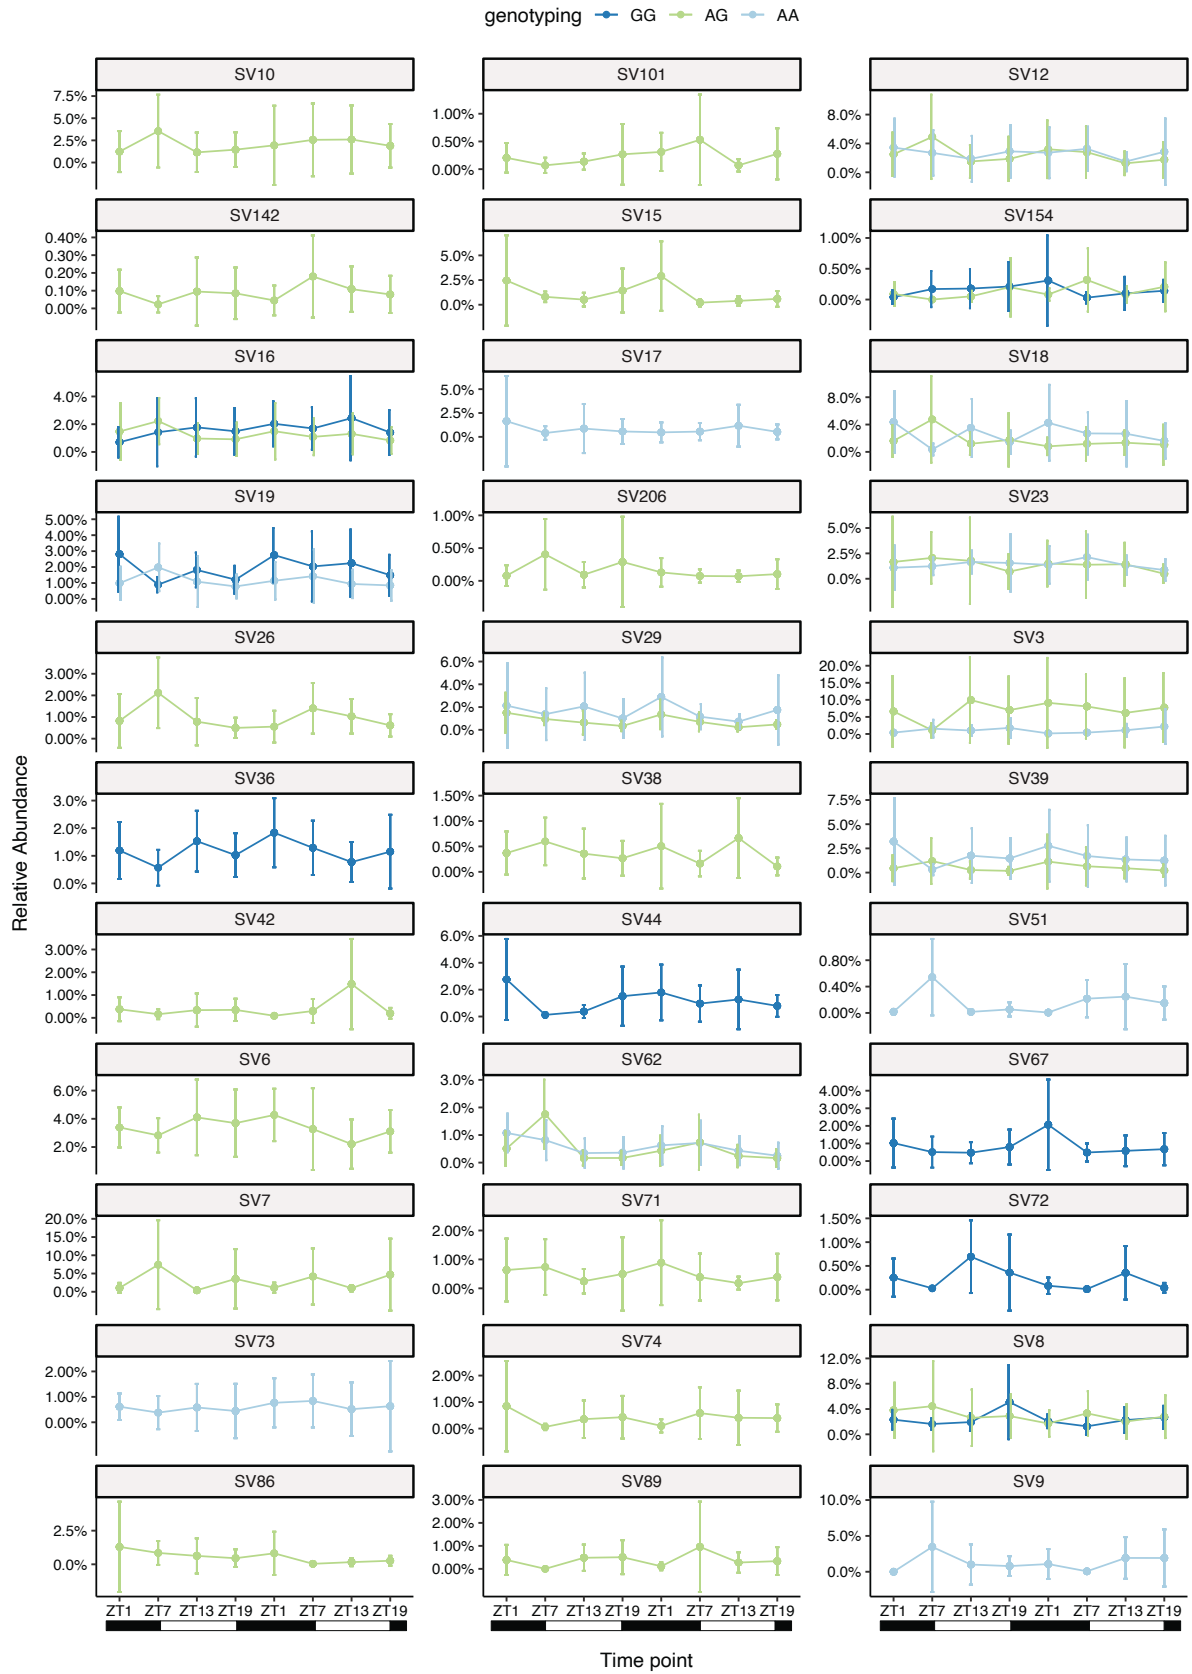 genotyping GG AG AA
SV10 SV101 SV12
7.5% 5.0% 2.5% 0.0%
1.00% 0.50% 0.00%
8.0% 4.0% 0.0%
SV142 SV15 SV154
0.40% 0.30% 0.20% 0.10% 0.00%
5.0% 2.5% 0.0%
1.00% 0.50% 0.00%
SV16 SV17 SV18
4.0% 2.0% 0.0%
5.0% 2.5% 0.0%
8.0% 4.0% 0.0%
SV19 SV206 SV23
5.00% 4.00% 3.00% 2.00% 1.00% 0.00%
1.00% 0.50% 0.00%
5.0% 2.5% 0.0%
SV26 SV29 SV3
3.00% 2.00% 1.00% 0.00%
6.0% 4.0% 2.0% 0.0%
20.0% 15.0% 10.0% 5.0% 0.0%
Relative Abundance
SV36 SV38 SV39
3.0% 2.0% 1.0% 0.0%
1.50% 1.00% 0.50% 0.00%
7.5% 5.0% 2.5% 0.0%
SV42 SV44 SV51
3.00% 2.00% 1.00% 0.00%
6.0% 4.0% 2.0% 0.0%
0.80% 0.40% 0.00%
SV6 SV62 SV67
6.0% 4.0% 2.0%
3.0% 2.0% 1.0% 0.0%
4.00% 3.00% 2.00% 1.00% 0.00%
SV7 SV71 SV72
20.0% 15.0% 10.0% 5.0% 0.0%
2.00% 1.00% 0.00%
1.50% 1.00% 0.50% 0.00%
SV73 SV74 SV8
2.00% 1.00% 0.00%
2.00% 1.00% 0.00%
12.0% 8.0% 4.0% 0.0%
SV86 SV89 SV9
2.5% 0.0%
3.00% 2.00% 1.00% 0.00%
10.0% 5.0% 0.0%
ZT1 ZT7 ZT13 ZT19 ZT1 ZT7 ZT13 ZT19 ZT1 ZT7 ZT13 ZT19 ZT1 ZT7 ZT13 ZT19 ZT1 ZT7 ZT13 ZT19 ZT1 ZT7 ZT13 ZT19
Time point